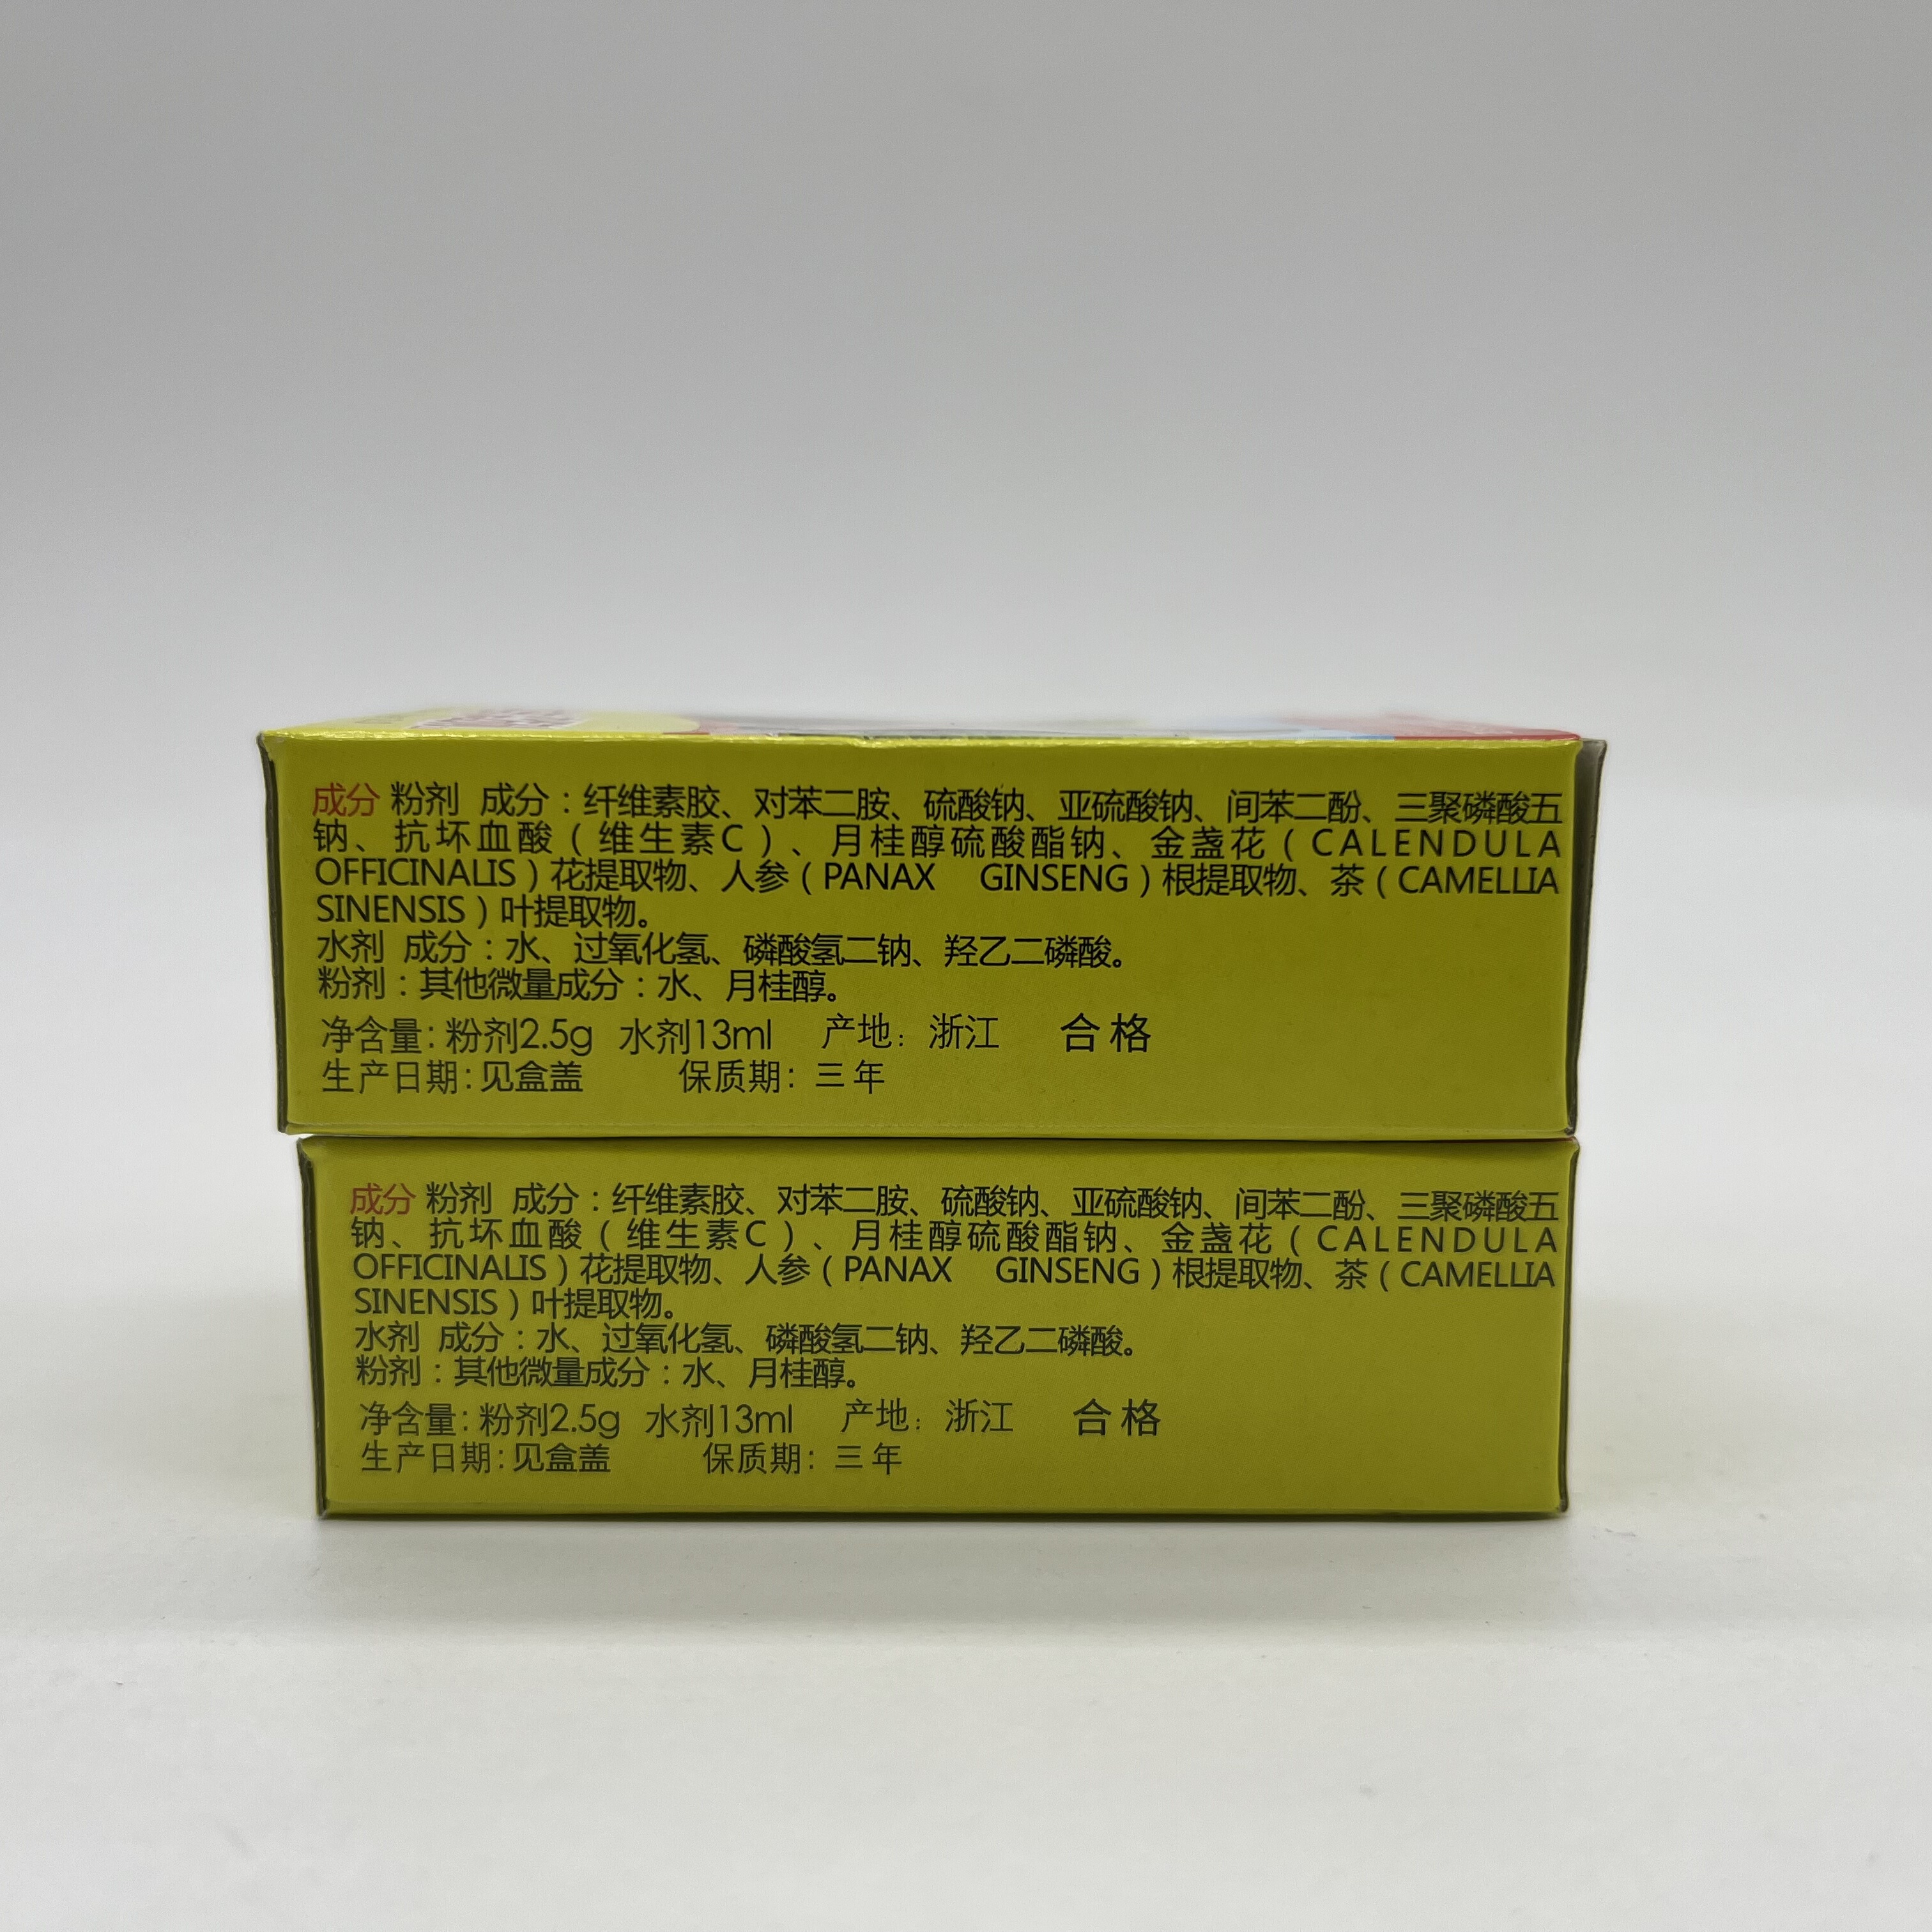 成分 粉剂 成分：纤维素胶、对苯二胺、硫酸钠、亚硫酸钠、间苯二酚、三聚磷酸五
钠、抗坏血酸（维生素C）、月桂醇硫酸酯钠、金盏花（CALENDULA
OFFICINALIS）花提取物、人参（PANAX GINSENG）根提取物、茶（CAMELLIA
SINENSIS）叶提取物。
水剂 成分：水、过氧化氢、磷酸氢二钠、羟乙二磷酸。
粉剂：其他微量成分：水、月桂醇。
净含量：粉剂2.5g 水剂13ml 产地：浙江 合格
生产日期：见盒盖 保质期：三年
成分 粉剂 成分：纤维素胶、对苯二胺、硫酸钠、亚硫酸钠、间苯二酚、三聚磷酸五
钠、抗坏血酸（维生素C）、月桂醇硫酸酯钠、金盏花（CALENDULA
OFFICINALIS）花提取物、人参（PANAX GINSENG）根提取物、茶（CAMELLIA
SINENSIS）叶提取物。
水剂 成分：水、过氧化氢、磷酸氢二钠、羟乙二磷酸。
粉剂：其他微量成分：水、月桂醇。
净含量：粉剂2.5g 水剂13ml 产地：浙江 合格
生产日期：见盒盖 保质期：三年